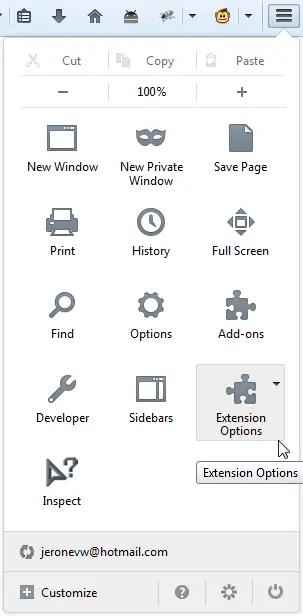 Cut Copy Paste
− 100% +
New Window
New Private
Window
Save Page
Print History Full Screen
Find Options Add-ons
Developer Sidebars
Extension
Options
Extension Options
Inspect
jeronevw@hotmail.com
Customize